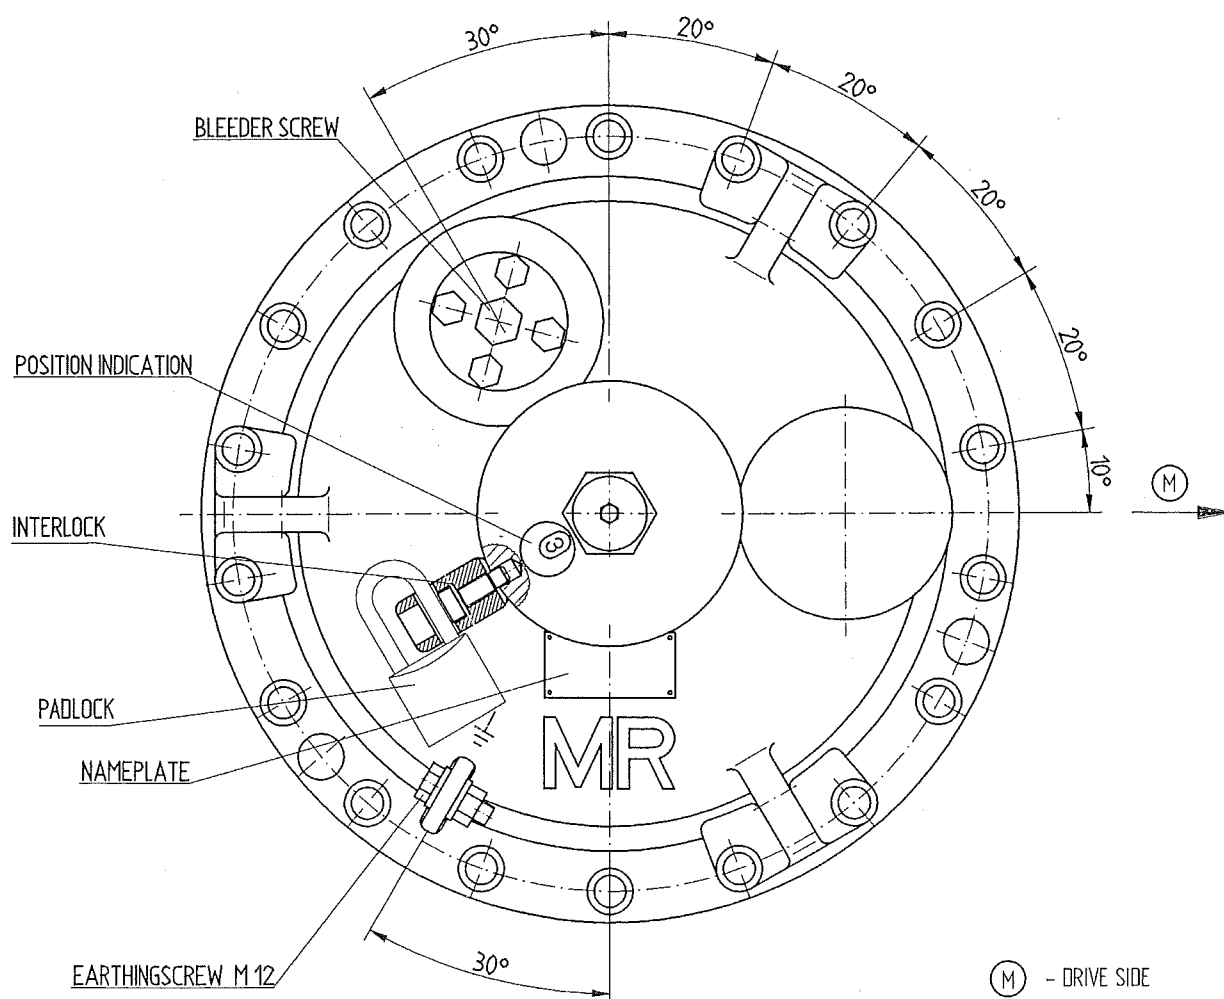 30°
20°
20°
20°
20°
10°
BLEEDER SCREW
POSITION INDICATION
M
INTERLOCK
3
PADLOCK
NAMEPLATE
MR
EARTHINGSCREW M 12
30°
M - DRIVE SIDE